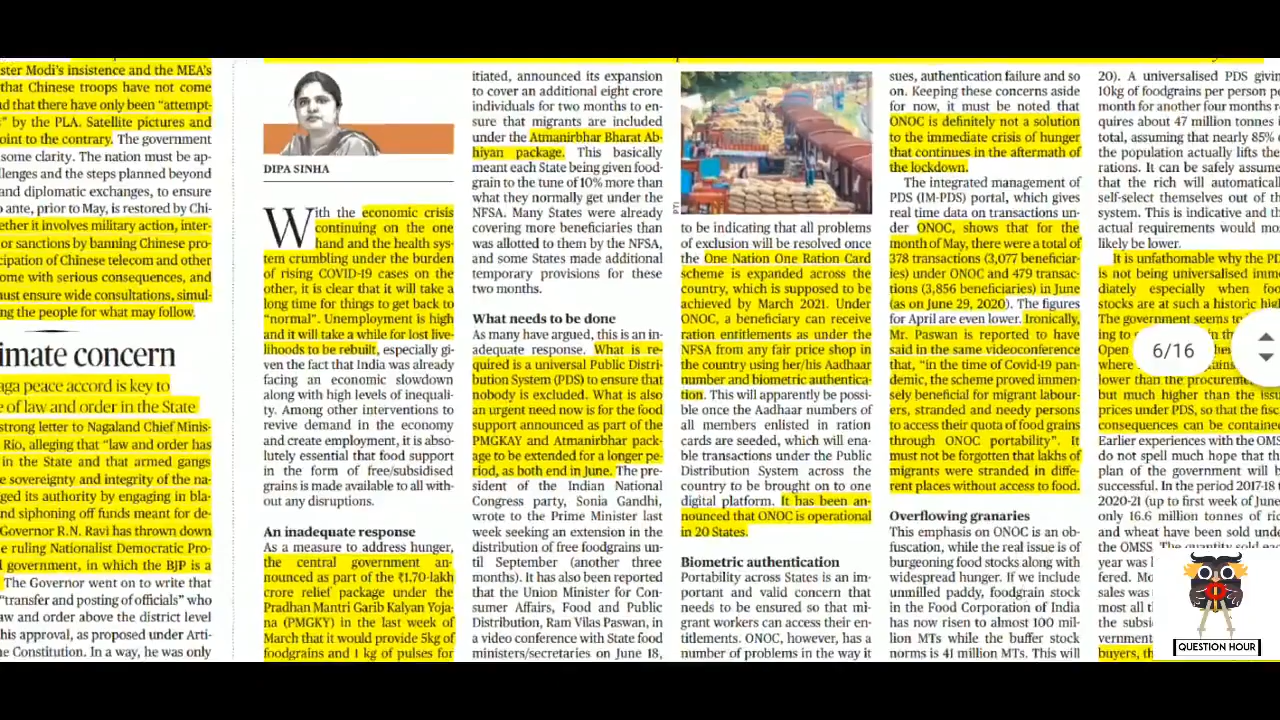 ster Modi's insistence and the MEA's
that Chinese troops have not come
d that there have only been "attempt-
s" by the PLA. Satellite pictures and
oint to the contrary. The government
some clarity. The nation must be ap-
llenges and the steps planned beyond
and diplomatic exchanges, to ensure
o ante, prior to May, is restored by Chi-
ether it involves military action, inter-
or sanctions by banning Chinese pro-
cipation of Chinese telecom and other
ome with serious consequences, and
must ensure wide consultations, simul-
ng the people for what may follow.
imate concern
aga peace accord is key to
e of law and order in the State
strong letter to Nagaland Chief Minis-
Rio, alleging that "law and order has
in the State and that armed gangs
e sovereignty and integrity of the na-
ged its authority by engaging in bla-
nd siphoning off funds meant for de-
Governor R.N. Ravi has thrown down
e ruling Nationalist Democratic Pro-
l government, in which the BJP is a
The Governor went on to write that
"transfer and posting of officials" who
aw and order above the district level
his approval, as proposed under Arti-
e Constitution. In a way, he was only
DIPA SINHA
With the economic crisis
continuing on the one
hand and the health sys-
tem crumbling under the burden
of rising COVID-19 cases on the
other, it is clear that it will take a
long time for things to get back to
"normal". Unemployment is high
and it will take a while for lost live-
lihoods to be rebuilt, especially gi-
ven the fact that India was already
facing an economic slowdown
along with high levels of inequali-
ty. Among other interventions to
revive demand in the economy
and create employment, it is abso-
lutely essential that food support
in the form of free/subsidised
grains is made available to all with-
out any disruptions.
An inadequate response
As a measure to address hunger,
the central government an-
nounced as part of the ₹1.70-lakh
crore relief package under the
Pradhan Mantri Garib Kalyan Yoja-
na (PMGKY) in the last week of
March that it would provide 5kg of
foodgrains and 1 kg of pulses for
itiated, announced its expansion
to cover an additional eight crore
individuals for two months to en-
sure that migrants are included
under the Atmanirbhar Bharat Ab-
hiyan package. This basically
meant each State being given food-
grain to the tune of 10% more than
what they normally get under the
NFSA. Many States were already
covering more beneficiaries than
was allotted to them by the NFSA,
and some States made additional
temporary provisions for these
two months.
What needs to be done
As many have argued, this is an in-
adequate response. What is re-
quired is a universal Public Distri-
bution System (PDS) to ensure that
nobody is excluded. What is also
an urgent need now is for the food
support announced as part of the
PMGKAY and Atmanirbhar pack-
age to be extended for a longer pe-
riod, as both end in June. The pre-
sident of the Indian National
Congress party, Sonia Gandhi,
wrote to the Prime Minister last
week seeking an extension in the
distribution of free foodgrains un-
til September (another three
months). It has also been reported
that the Union Minister for Con-
sumer Affairs, Food and Public
Distribution, Ram Vilas Paswan, in
a video conference with State food
ministers/secretaries on June 18,
PTI
to be indicating that all problems
of exclusion will be resolved once
the One Nation One Ration Card
scheme is expanded across the
country, which is supposed to be
achieved by March 2021. Under
ONOC, a beneficiary can receive
ration entitlements as under the
NFSA from any fair price shop in
the country using her/his Aadhaar
number and biometric authentica-
tion. This will apparently be possi-
ble once the Aadhaar numbers of
all members enlisted in ration
cards are seeded, which will ena-
ble transactions under the Public
Distribution System across the
country to be brought on to one
digital platform. It has been an-
nounced that ONOC is operational
in 20 States.
Biometric authentication
Portability across States is an im-
portant and valid concern that
needs to be ensured so that mi-
grant workers can access their en-
titlements. ONOC, however, has a
number of problems in the way it
sues, authentication failure and so
on. Keeping these concerns aside
for now, it must be noted that
ONOC is definitely not a solution
to the immediate crisis of hunger
that continues in the aftermath of
the lockdown.
The integrated management of
PDS (IM-PDS) portal, which gives
real time data on transactions un-
der ONOC, shows that for the
month of May, there were a total of
378 transactions (3,077 beneficiar-
ies) under ONOC and 479 transac-
tions (3,856 beneficiaries) in June
(as on June 29, 2020). The figures
for April are even lower. Ironically,
Mr. Paswan is reported to have
said in the same videoconference
that, "in the time of Covid-19 pan-
demic, the scheme proved immen-
sely beneficial for migrant labour-
ers, stranded and needy persons
to access their quota of food grains
through ONOC portability". It
must not be forgotten that lakhs of
migrants were stranded in diffe-
rent places without access to food.
Overflowing granaries
This emphasis on ONOC is an ob-
fuscation, while the real issue is of
burgeoning food stocks along with
widespread hunger. If we include
unmilled paddy, foodgrain stock
in the Food Corporation of India
has now risen to almost 100 mil-
lion MTs while the buffer stock
norms is 41 million MTs. This will
20). A universalised PDS givin
10kg of foodgrains per person pe
month for another four months r
quires about 47 million tonnes i
total, assuming that nearly 85%
the population actually lifts the
rations. It can be safely assume
that the rich will automatical
self-select themselves out of th
system. This is indicative and th
actual requirements would mo
likely be lower.
It is unfathomable why the PD
is not being universalised imm
diately especially when foo
stocks are at such a historic hig
The government seems to
ing to in th
Open hes
where
lower than the procureme
but much higher than the issu
prices under PDS, so that the fisc
consequences can be contained
Earlier experiences with the OMS
do not spell much hope that th
plan of the government will b
successful. In the period 2017-18 t
2020-21 (up to first week of June
only 16.6 million tonnes of ric
and wheat have been sold unde
the OMSS. The quantity sold eac
year was
fered. Mo
sales was
most all t
the subsi
vernment
buyers, th
6/16
QUESTION HOUR